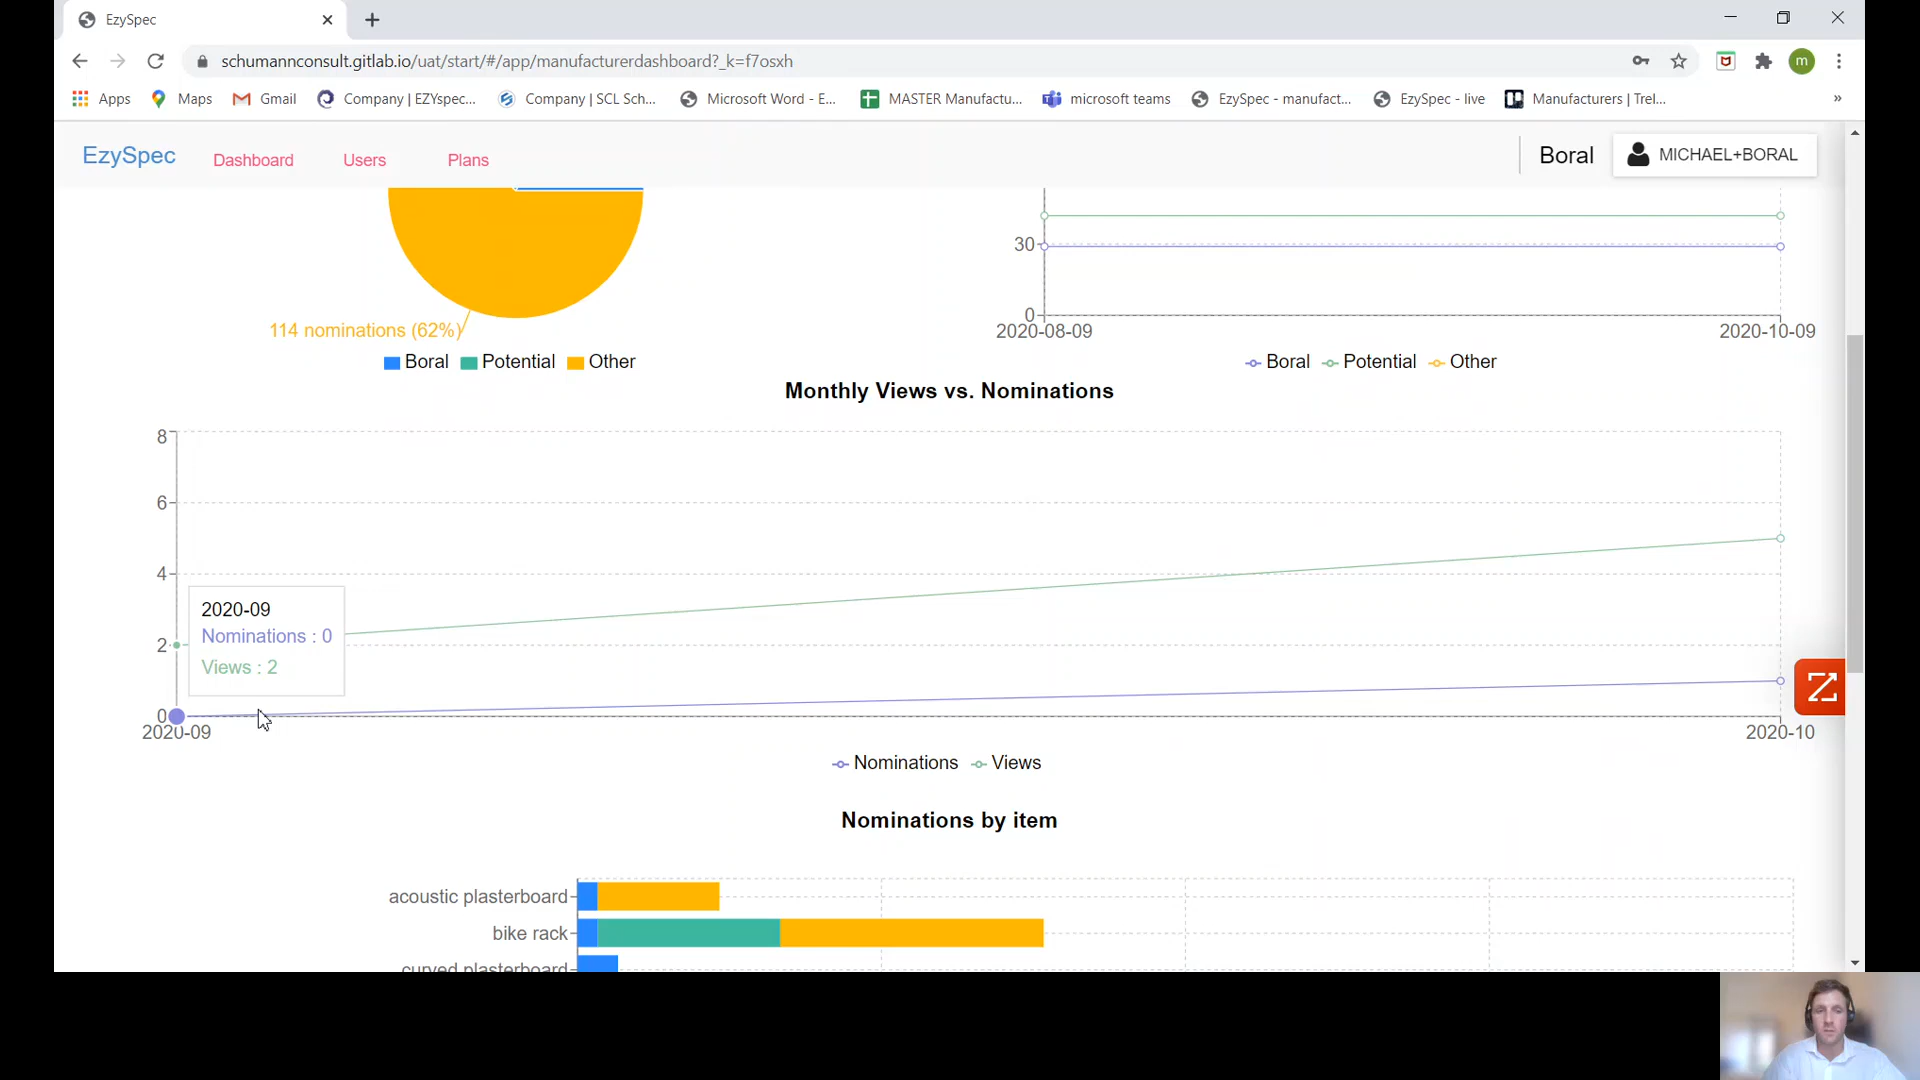 EzySpec
schumannconsult.gitlab.io/uat/start/#/app/manufacturerdashboard?_k=f7osxh
m
Apps Maps Gmail Company | EZYspec... Company | SCL Sch... Microsoft Word - E... MASTER Manufactu... microsoft teams EzySpec - manufact... EzySpec - live Manufacturers | Trel... »
EzySpec Dashboard Users Plans Boral MICHAEL+BORAL
30
0
2020-08-09 2020-10-09
114 nominations (62%)
Boral Potential Other
Boral Potential Other
Monthly Views vs. Nominations
8
6
4
2
0
2020-09
Nominations : 0
Views : 2
2020-09 2020-10
Nominations Views
Nominations by item
acoustic plasterboard
bike rack
curved plasterboard